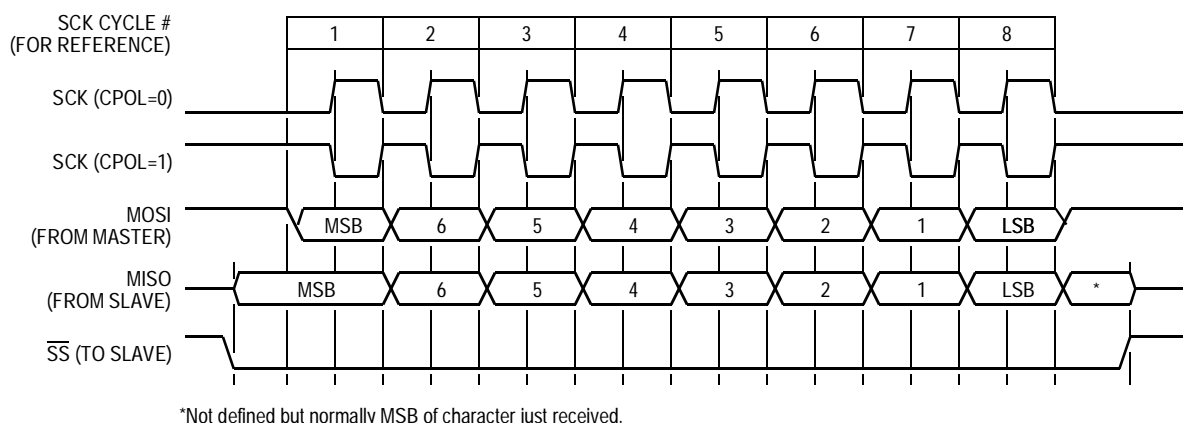 SCK CYCLE #
(FOR REFERENCE)
1 2 3 4 5 6 7 8
SCK (CPOL=0)
SCK (CPOL=1)
MOSI
(FROM MASTER)
MSB 6 5 4 3 2 1 LSB
MISO
(FROM SLAVE)
MSB 6 5 4 3 2 1 LSB *
SS (TO SLAVE)
*Not defined but normally MSB of character just received.